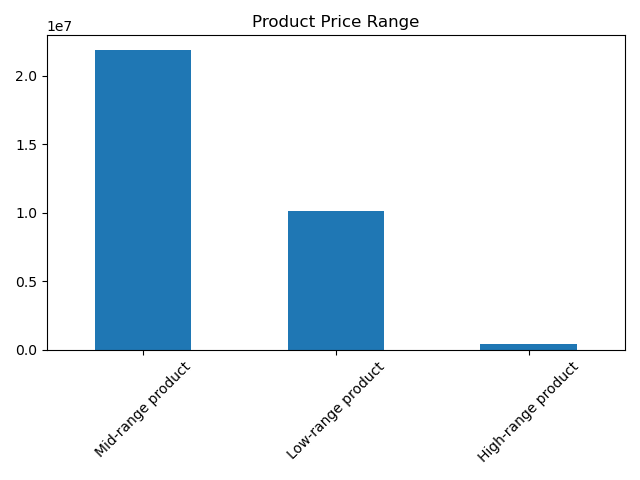 Product Price Range
1e7
2.0
1.5
1.0
0.5
0.0
Mid-range product
Low-range product
High-range product